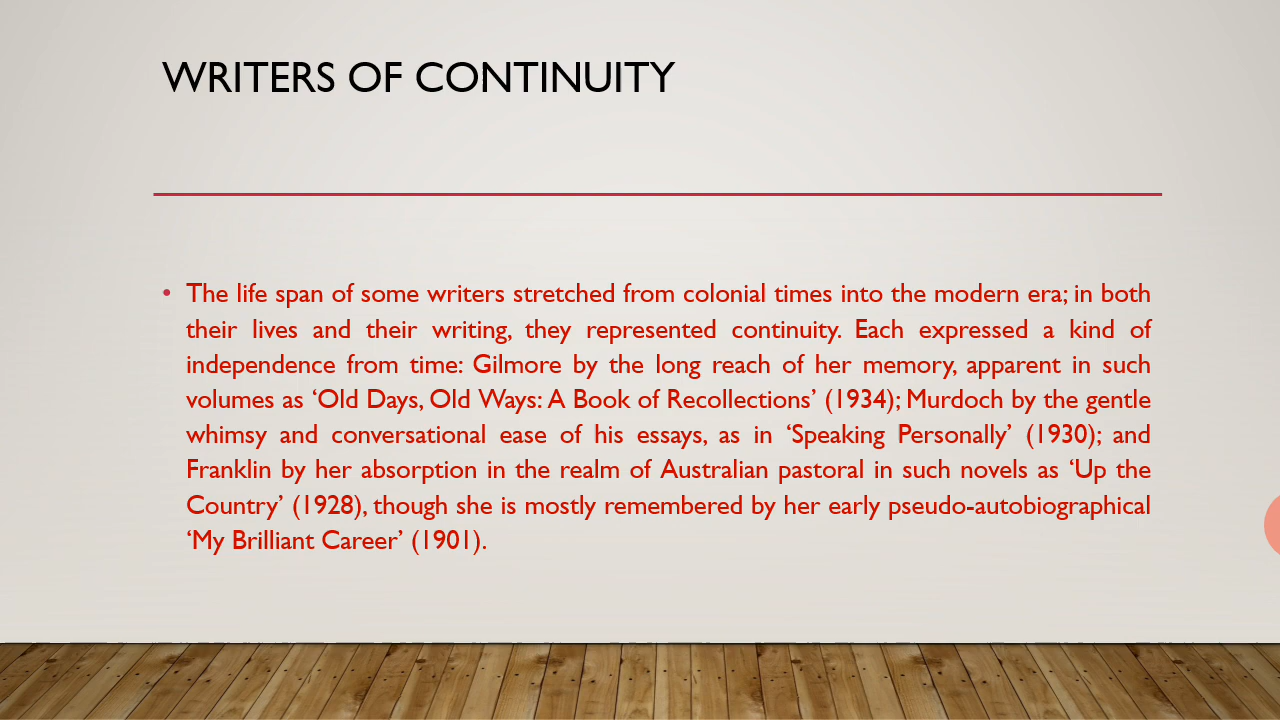 WRITERS OF CONTINUITY
• The life span of some writers stretched from colonial times into the modern era; in both
their lives and their writing, they represented continuity. Each expressed a kind of
independence from time: Gilmore by the long reach of her memory, apparent in such
volumes as ‘Old Days, Old Ways: A Book of Recollections’ (1934); Murdoch by the gentle
whimsy and conversational ease of his essays, as in ‘Speaking Personally’ (1930); and
Franklin by her absorption in the realm of Australian pastoral in such novels as ‘Up the
Country’ (1928), though she is mostly remembered by her early pseudo-autobiographical
‘My Brilliant Career’ (1901).